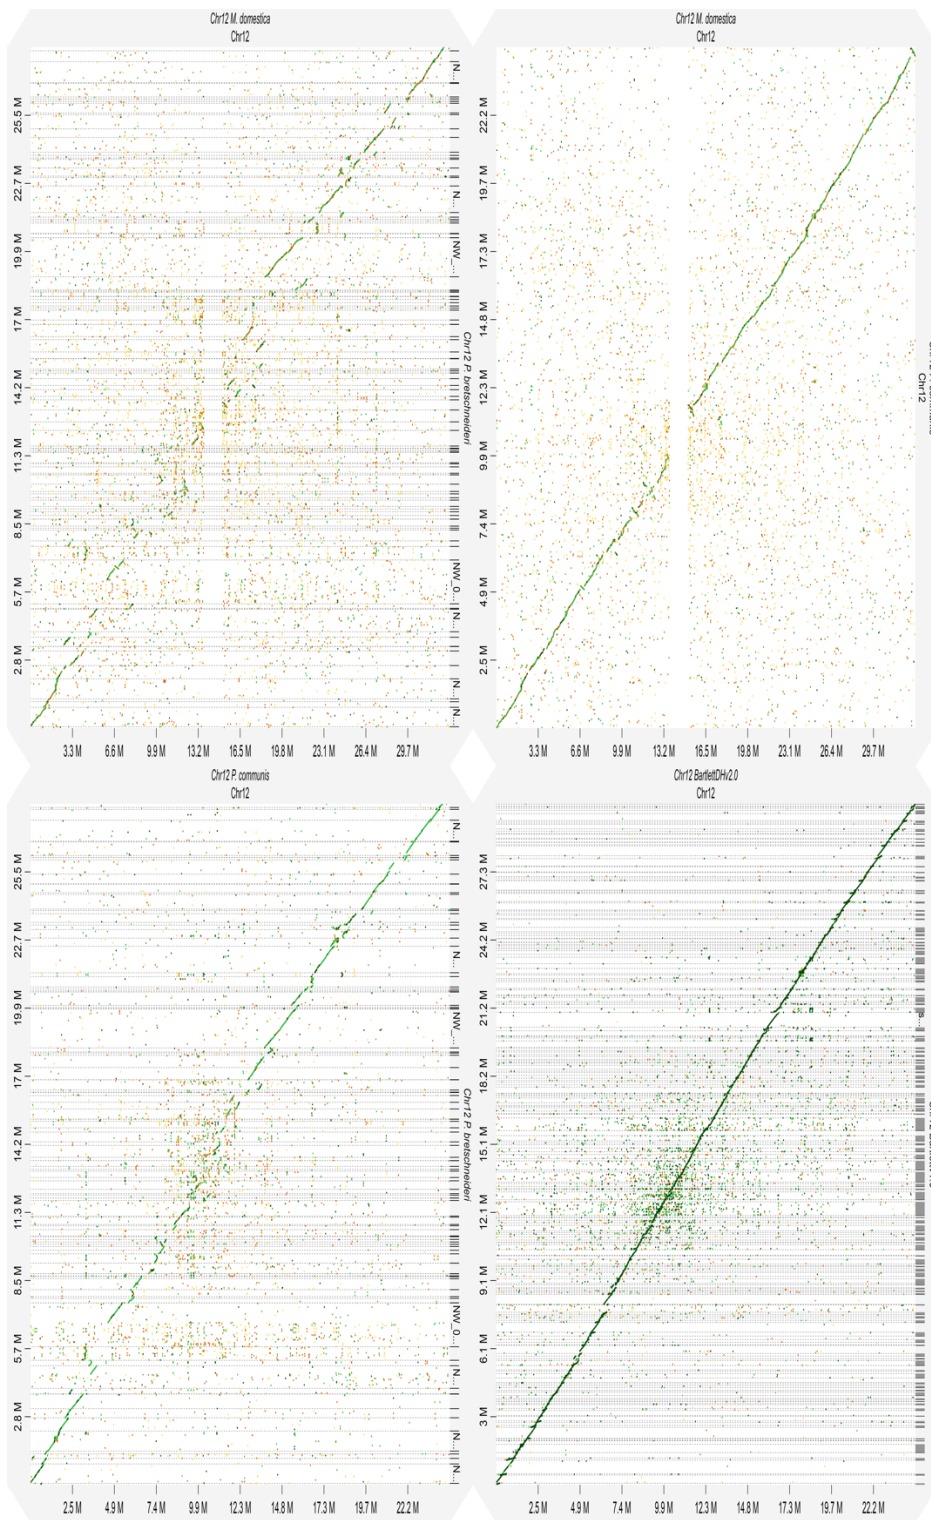 Chr12 M. domestica
Chr12
25.5 M
22.7 M
19.9 M
17 M
14.2 M
11.3 M
8.5 M
5.7 M
2.8 M
N...
N...
NW_...
NW_0...
N...
N...
Chr12 P. bretschneideri
3.3 M 6.6 M 9.9 M 13.2 M 16.5 M 19.8 M 23.1 M 26.4 M 29.7 M
Chr12 M. domestica
Chr12
22.2 M
19.7 M
17.3 M
14.8 M
12.3 M
9.9 M
7.4 M
4.9 M
2.5 M
Chr12
3.3 M 6.6 M 9.9 M 13.2 M 16.5 M 19.8 M 23.1 M 26.4 M 29.7 M
Chr12 P. communis
Chr12
25.5 M
22.7 M
19.9 M
17 M
14.2 M
11.3 M
8.5 M
5.7 M
2.8 M
N...
N...
NW_...
NW_0...
N...
N...
Chr12 P. bretschneideri
2.5 M 4.9 M 7.4 M 9.9 M 12.3 M 14.8 M 17.3 M 19.7 M 22.2 M
Chr12 BartlettDHv2.0
Chr12
27.3 M
24.2 M
21.2 M
18.2 M
15.1 M
12.1 M
9.1 M
6.1 M
3 M
2.5 M 4.9 M 7.4 M 9.9 M 12.3 M 14.8 M 17.3 M 19.7 M 22.2 M